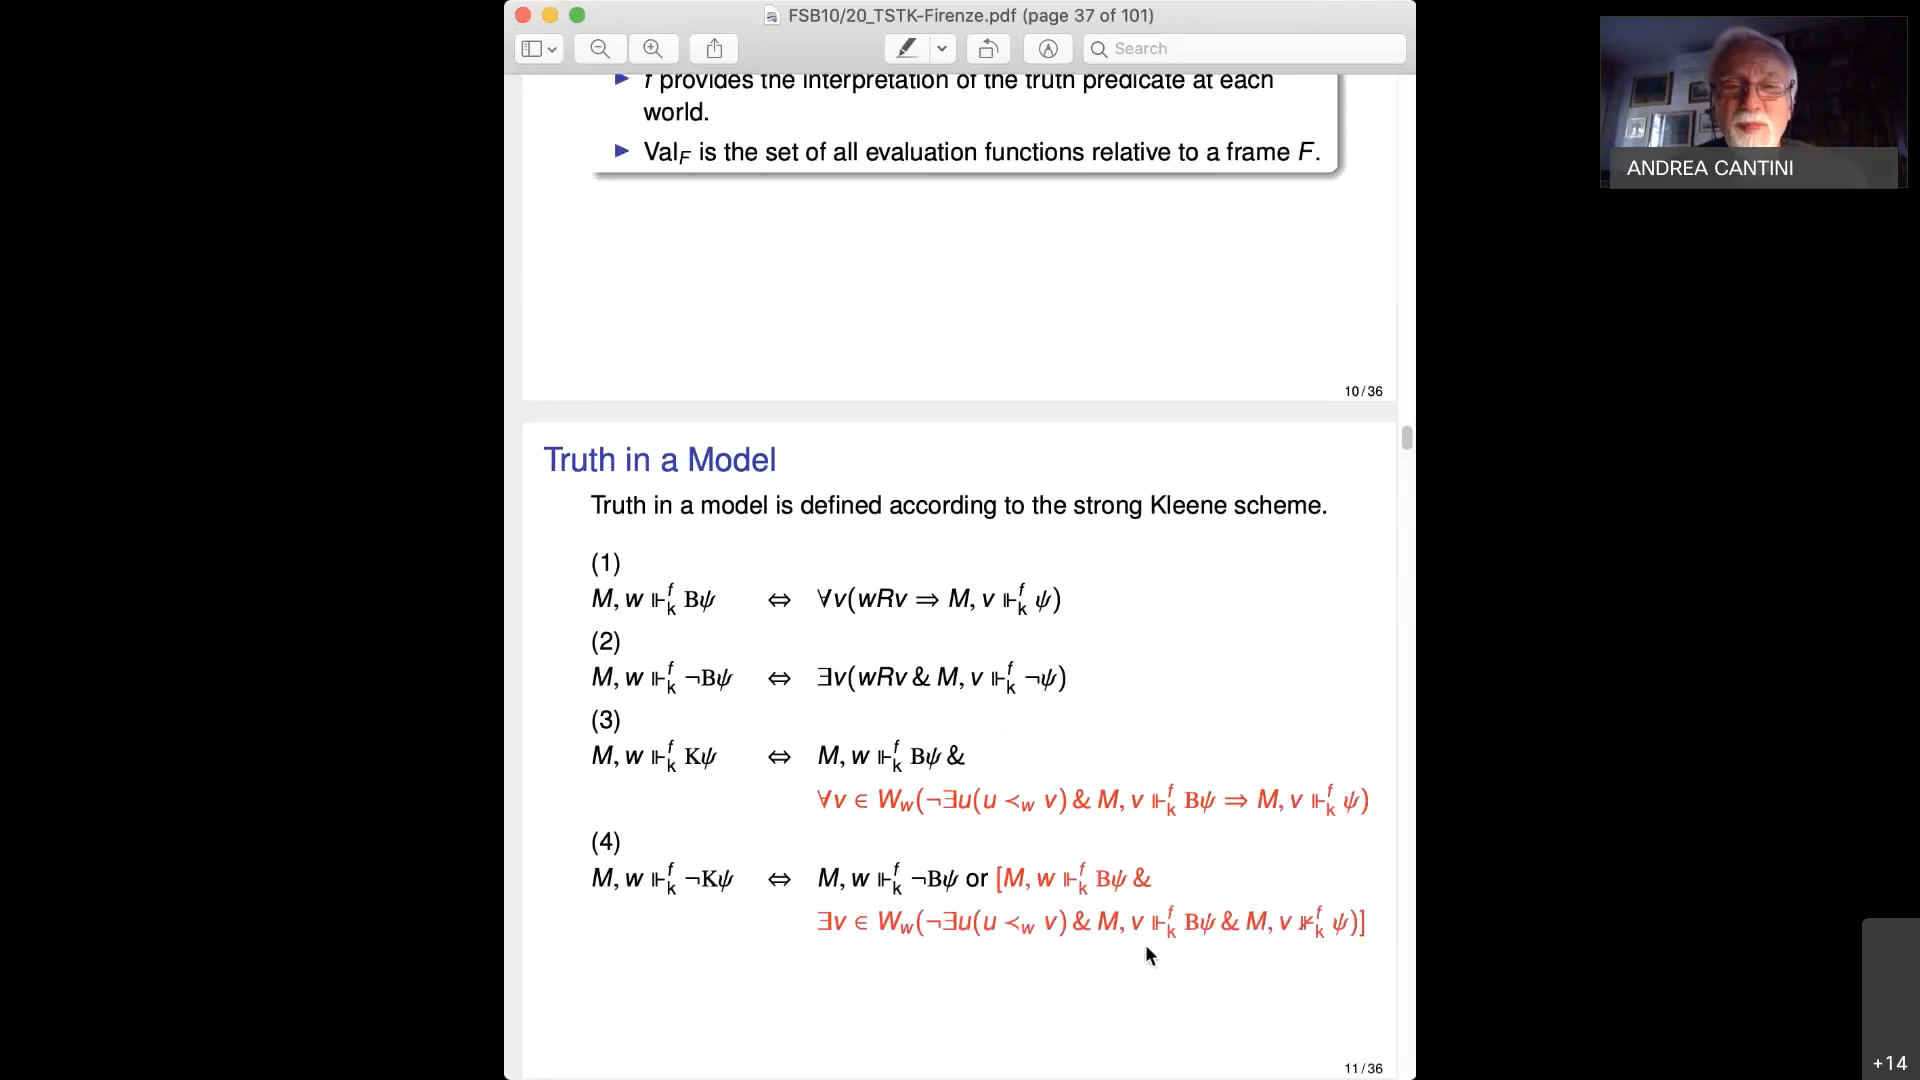 FSB10/20_TSTK-Firenze.pdf (page 37 of 101)
Search
f provides the interpretation of the truth predicate at each
world.
Val_F is the set of all evaluation functions relative to a frame F.
10/36
Truth in a Model
Truth in a model is defined according to the strong Kleene scheme.
(1)
M, w ⊩^f_k Bψ ⇔ ∀v(wRv ⇒ M, v ⊩^f_k ψ)
(2)
M, w ⊩^f_k ¬Bψ ⇔ ∃v(wRv & M, v ⊩^f_k ¬ψ)
(3)
M, w ⊩^f_k Kψ ⇔ M, w ⊩^f_k Bψ &
∀v ∈ W_w(¬∃u(u ≺_w v) & M, v ⊩^f_k Bψ ⇒ M, v ⊩^f_k ψ)
(4)
M, w ⊩^f_k ¬Kψ ⇔ M, w ⊩^f_k ¬Bψ or [M, w ⊩^f_k Bψ &
∃v ∈ W_w(¬∃u(u ≺_w v) & M, v ⊩^f_k Bψ & M, v ⊮^f_k ψ)]
11/36
ANDREA CANTINI
+14